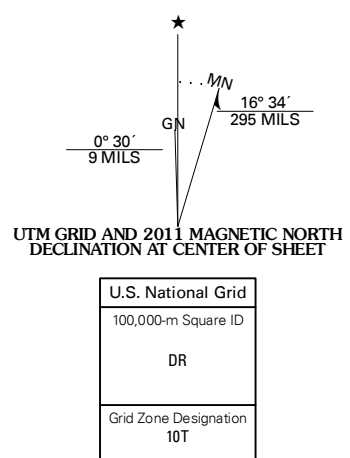 ★
MN
GN
16° 34´
295 MILS
0° 30´
9 MILS
UTM GRID AND 2011 MAGNETIC NORTH
DECLINATION AT CENTER OF SHEET
U.S. National Grid
100,000-m Square ID
DR
Grid Zone Designation
10T